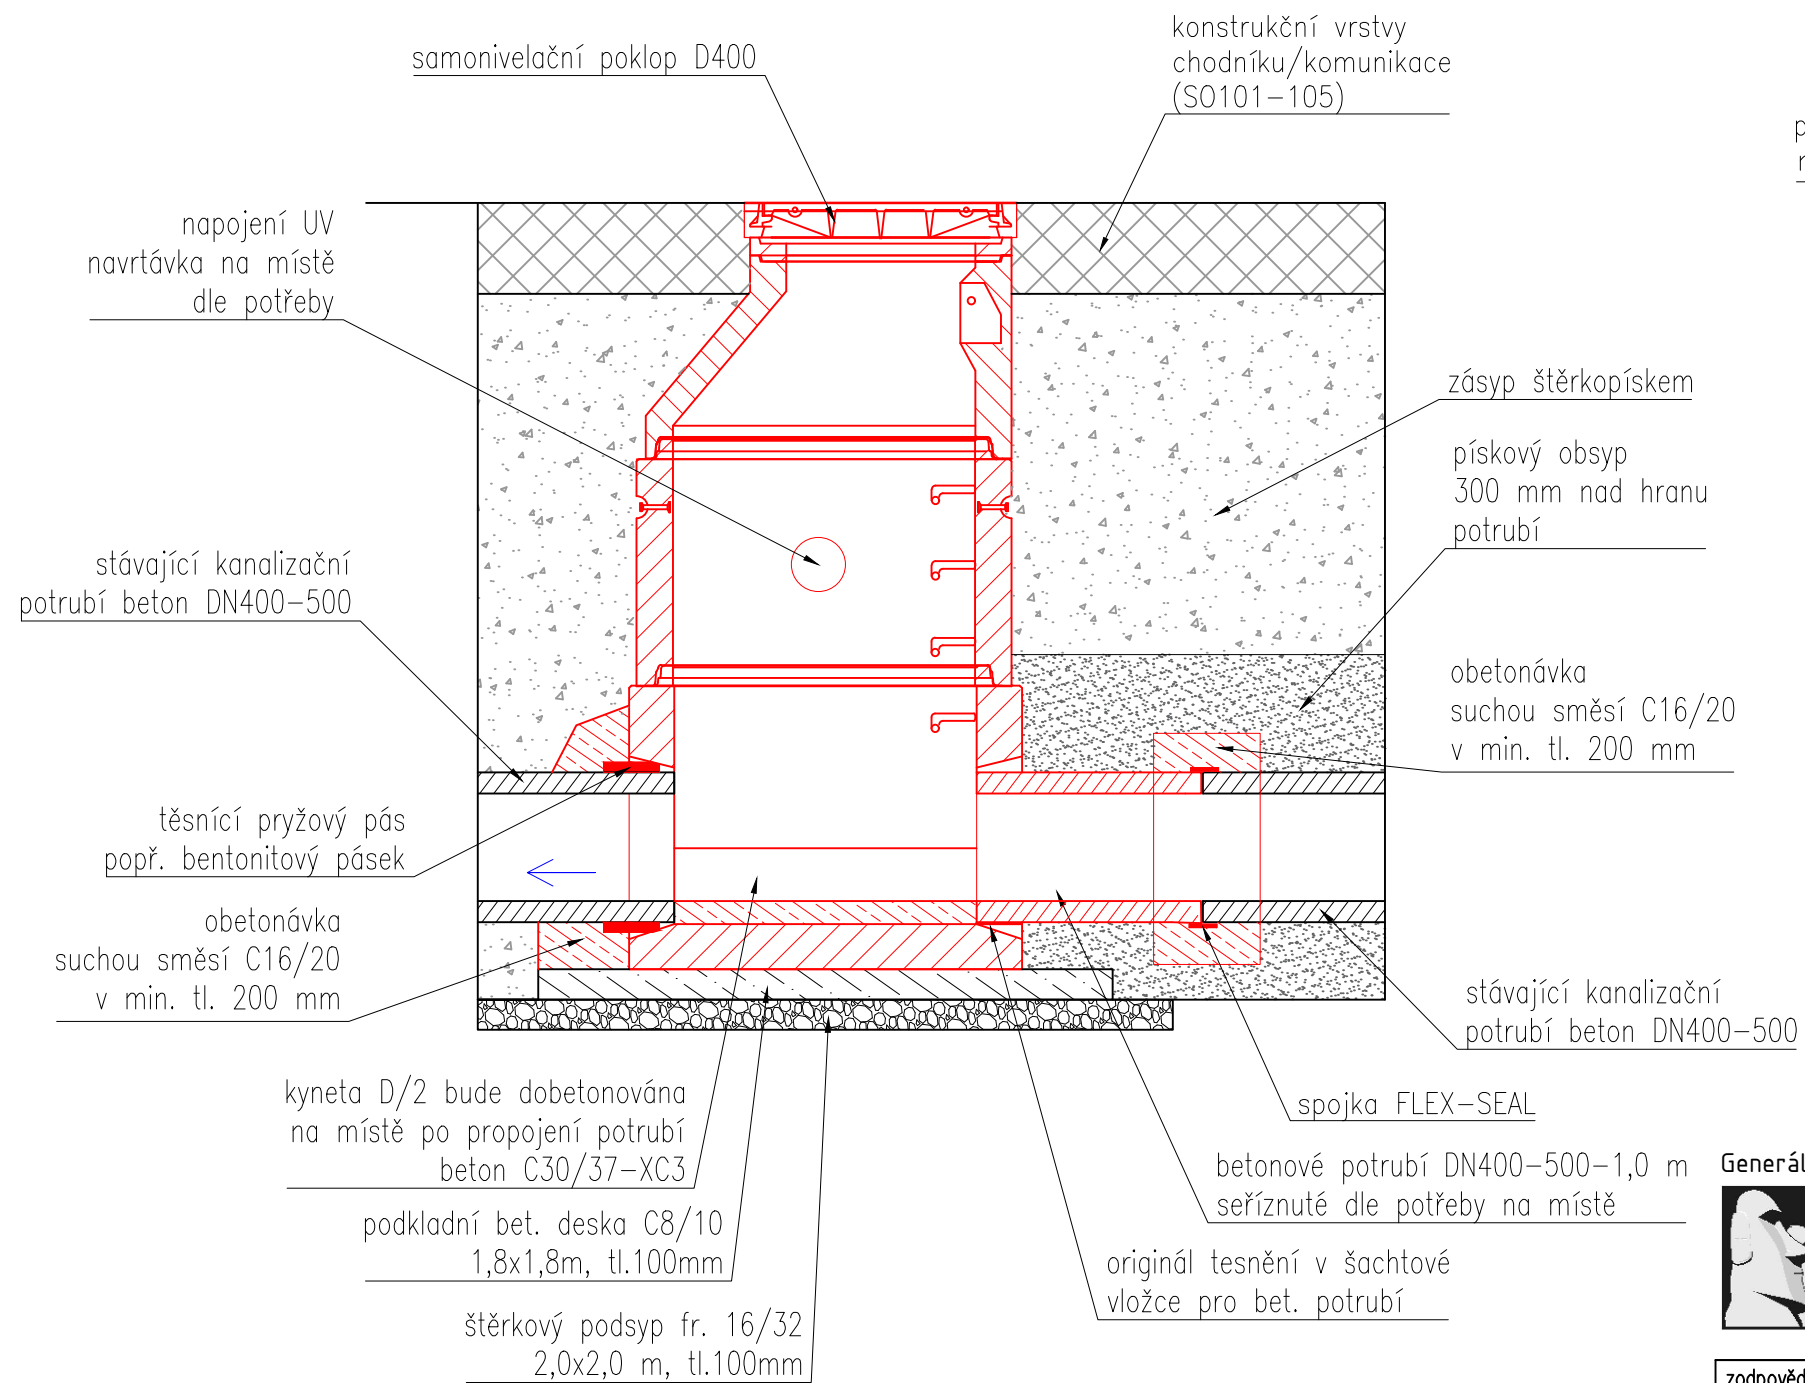 konstrukční vrstvy
chodníku/komunikace
(SO101-105)
samonivelační poklop D400
napojení UV
navrtávka na místě
dle potřeby
zásyp štěrkopískem
pískový obsyp
300 mm nad hranu
potrubí
stávající kanalizační
potrubí beton DN400-500
obetonávka
suchou směsí C16/20
v min. tl. 200 mm
těsnící pryžový pás
popř. bentonitový pásek
obetonávka
suchou směsí C16/20
v min. tl. 200 mm
stávající kanalizační
potrubí beton DN400-500
kyneta D/2 bude dobetonována
na místě po propojení potrubí
beton C30/37-XC3
spojka FLEX-SEAL
betonové potrubí DN400-500-1,0 m
seříznuté dle potřeby na místě
podkladní bet. deska C8/10
1,8x1,8m, tl.100mm
originál tesnění v šachtové
vložce pro bet. potrubí
štěrkový podsyp fr. 16/32
2,0x2,0 m, tl.100mm
Generál
zodpověd